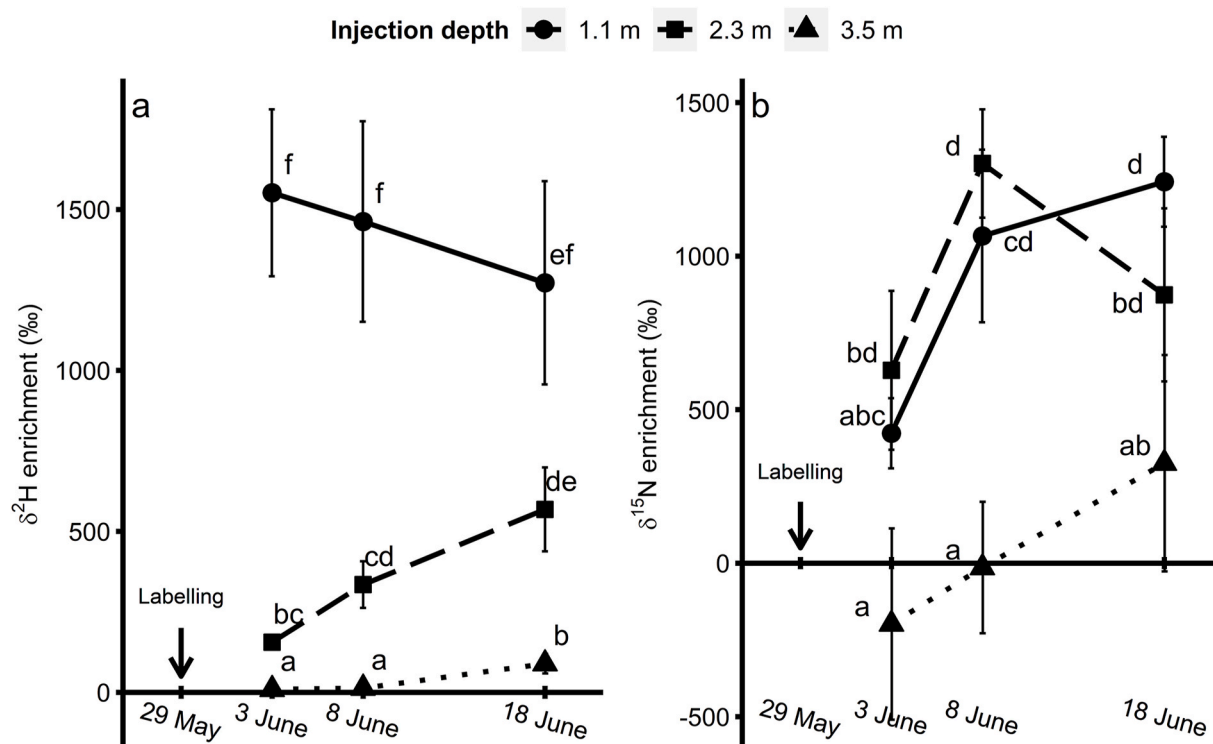 Injection depth 1.1 m 2.3 m 3.5 m
a
δ²H enrichment (‰)
1500
1000
500
0
f
f
ef
de
cd
bc
a
a
b
Labelling
29 May
3 June
8 June
18 June
b
δ¹⁵N enrichment (‰)
1500
1000
500
0
-500
d
d
cd
bd
bd
abc
ab
a
a
Labelling
29 May
3 June
8 June
18 June